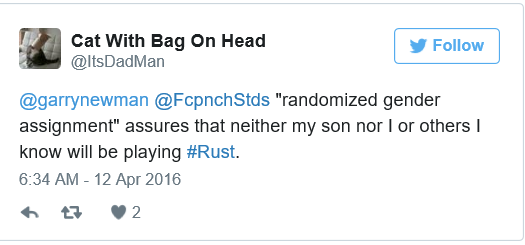 Cat With Bag On Head
Follow
@ItsDadMan
@garrynewman @FcpnchStds "randomized gender
assignment" assures that neither my son nor I or others I
know will be playing #Rust.
6:34 AM - 12 Apr 2016
2